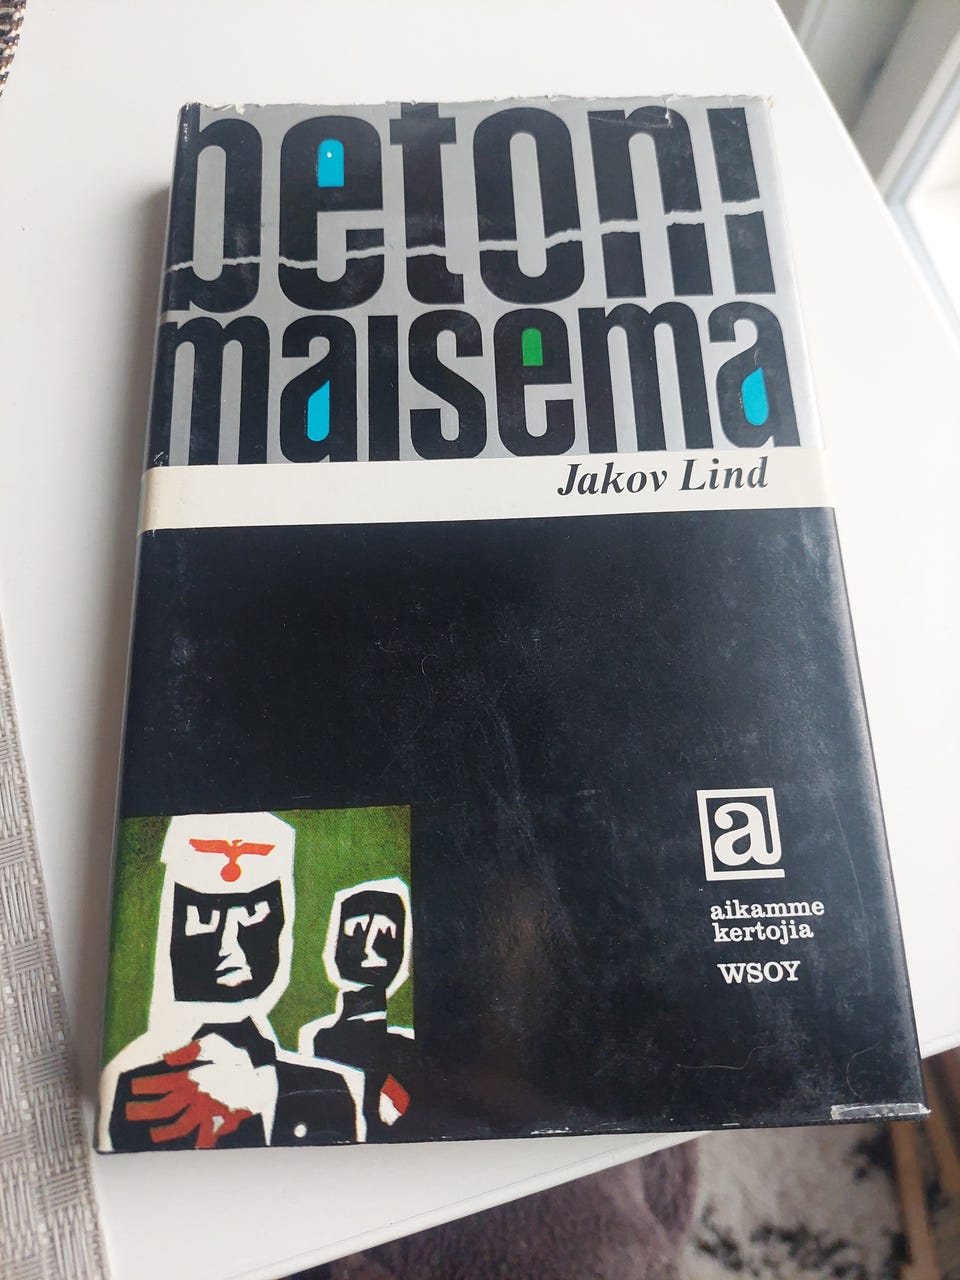 betoni
maisema
Jakov Lind
a
aikamme
kertojia
WSOY